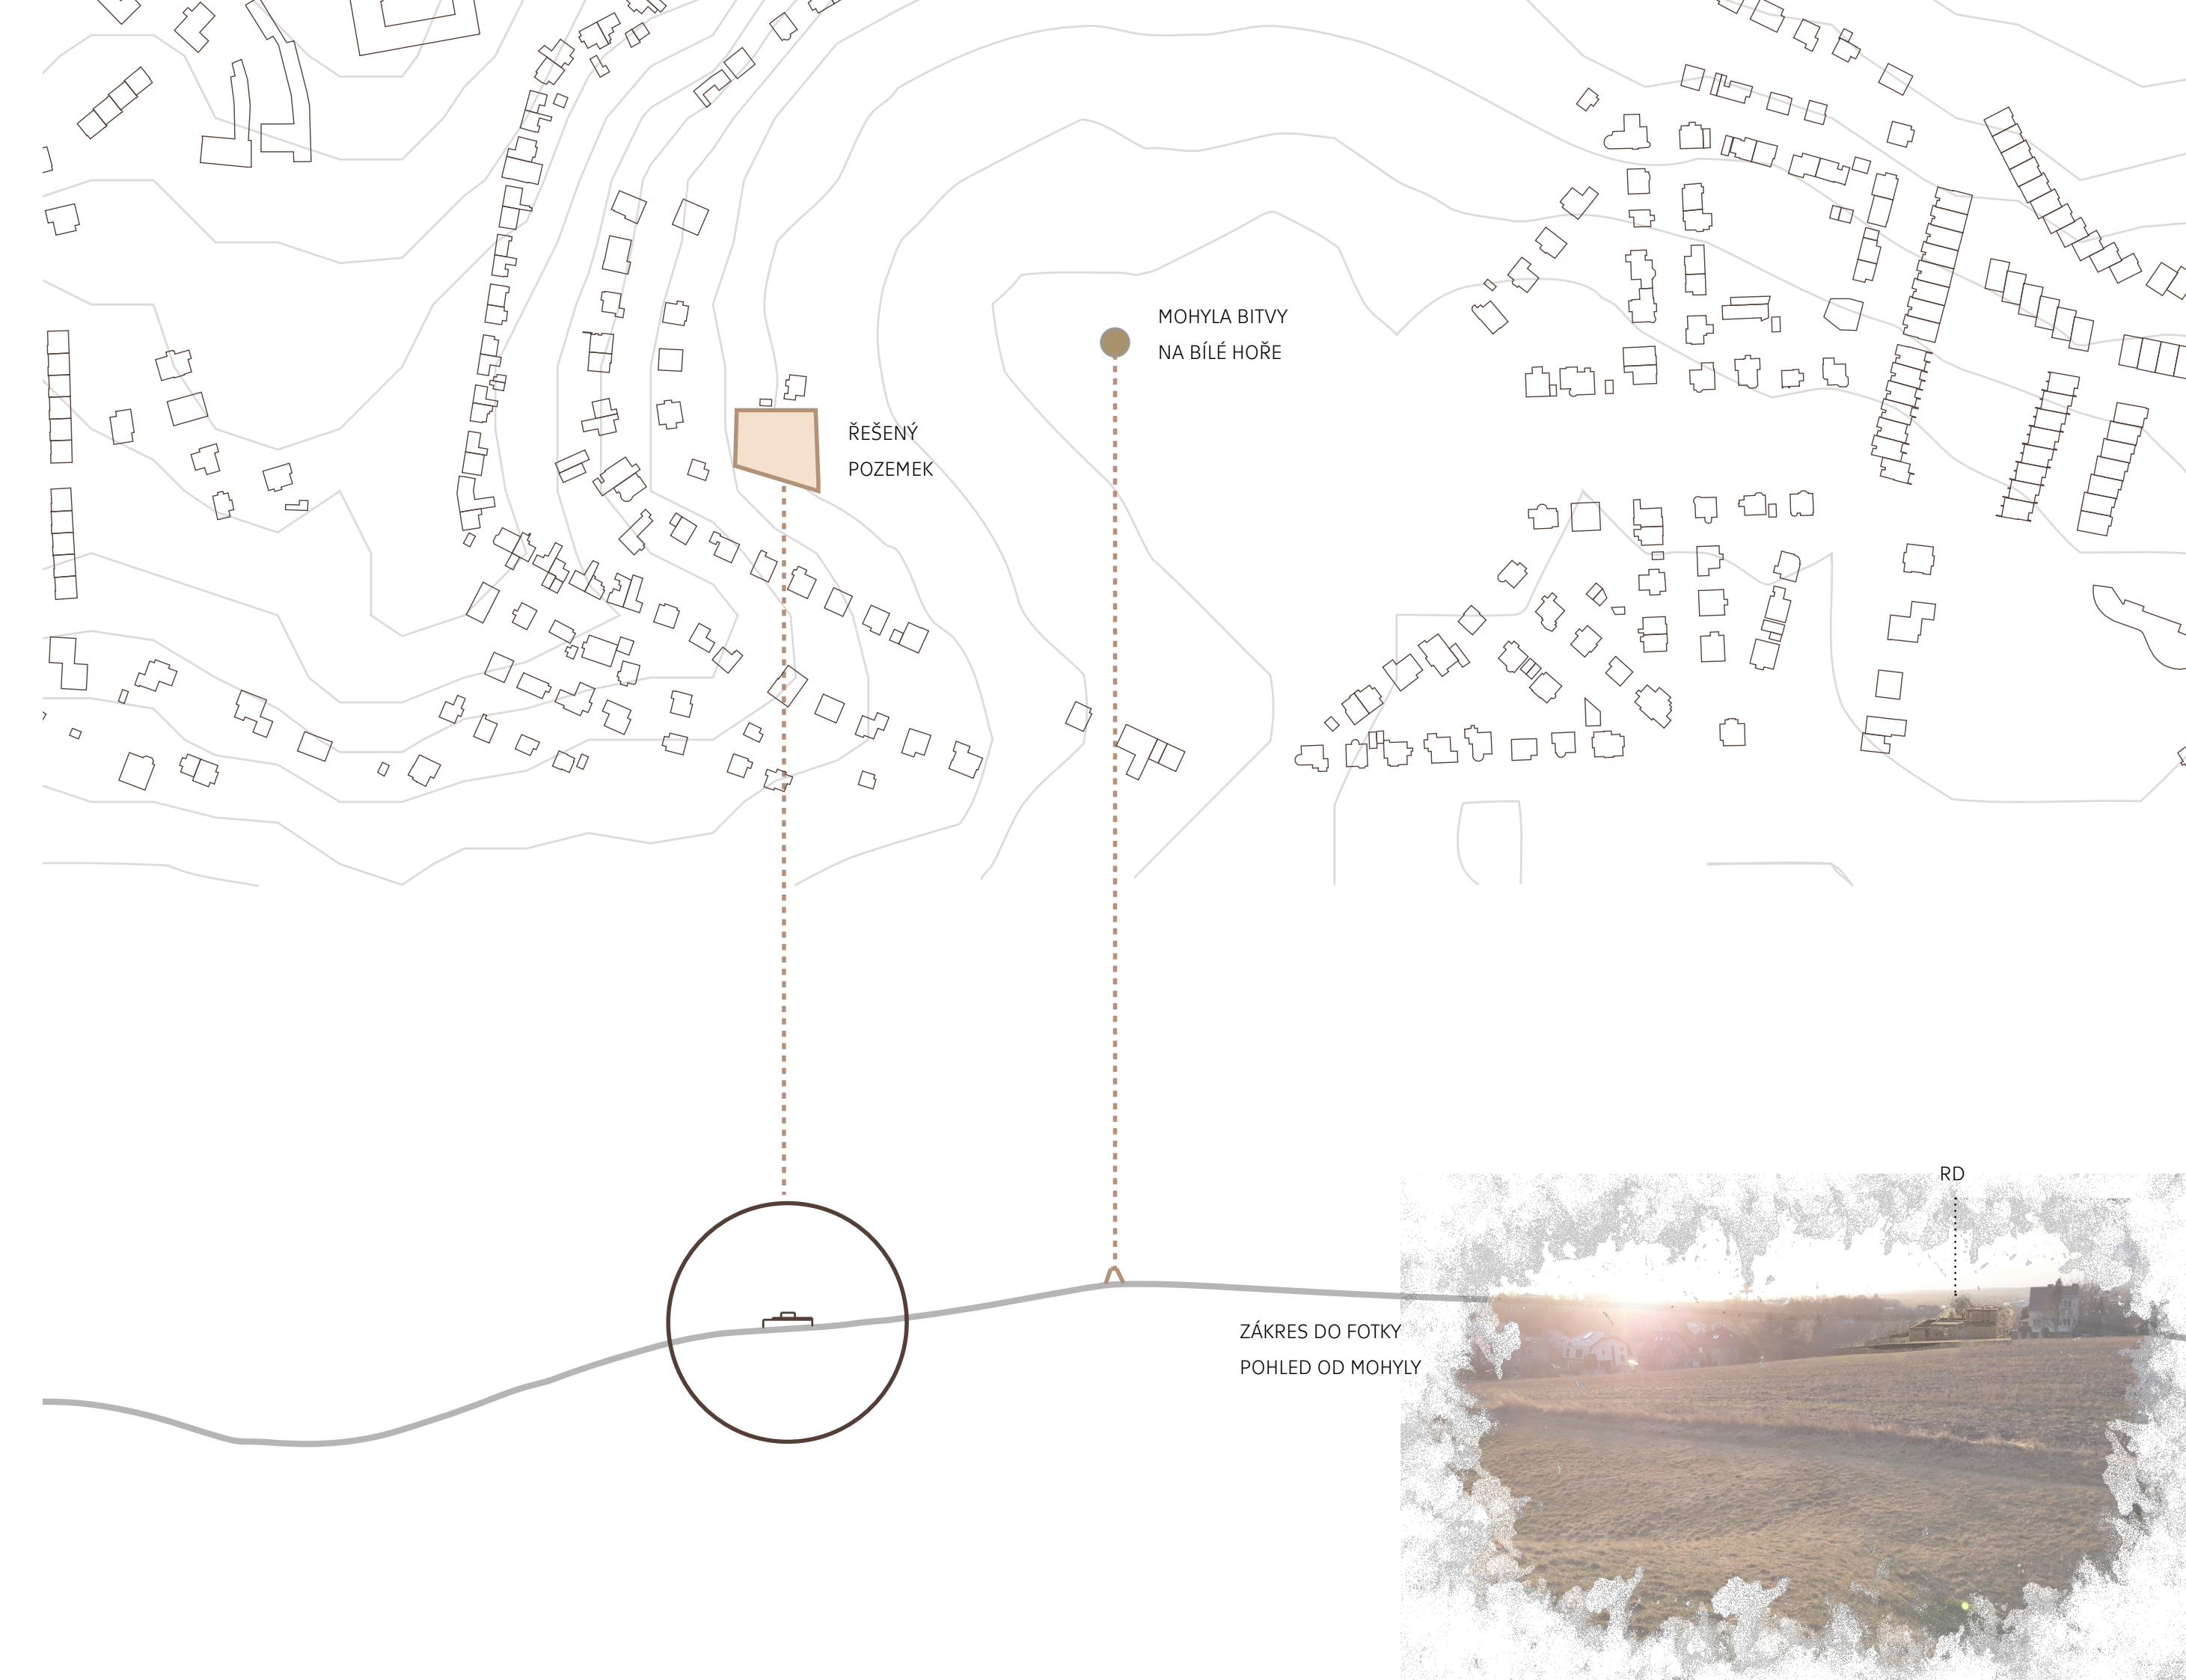 MOHYLA BITVY
NA BÍLÉ HOŘE
ŘEŠENÝ
POZEMEK
RD
ZÁKRES DO FOTKY
POHLED OD MOHYLY